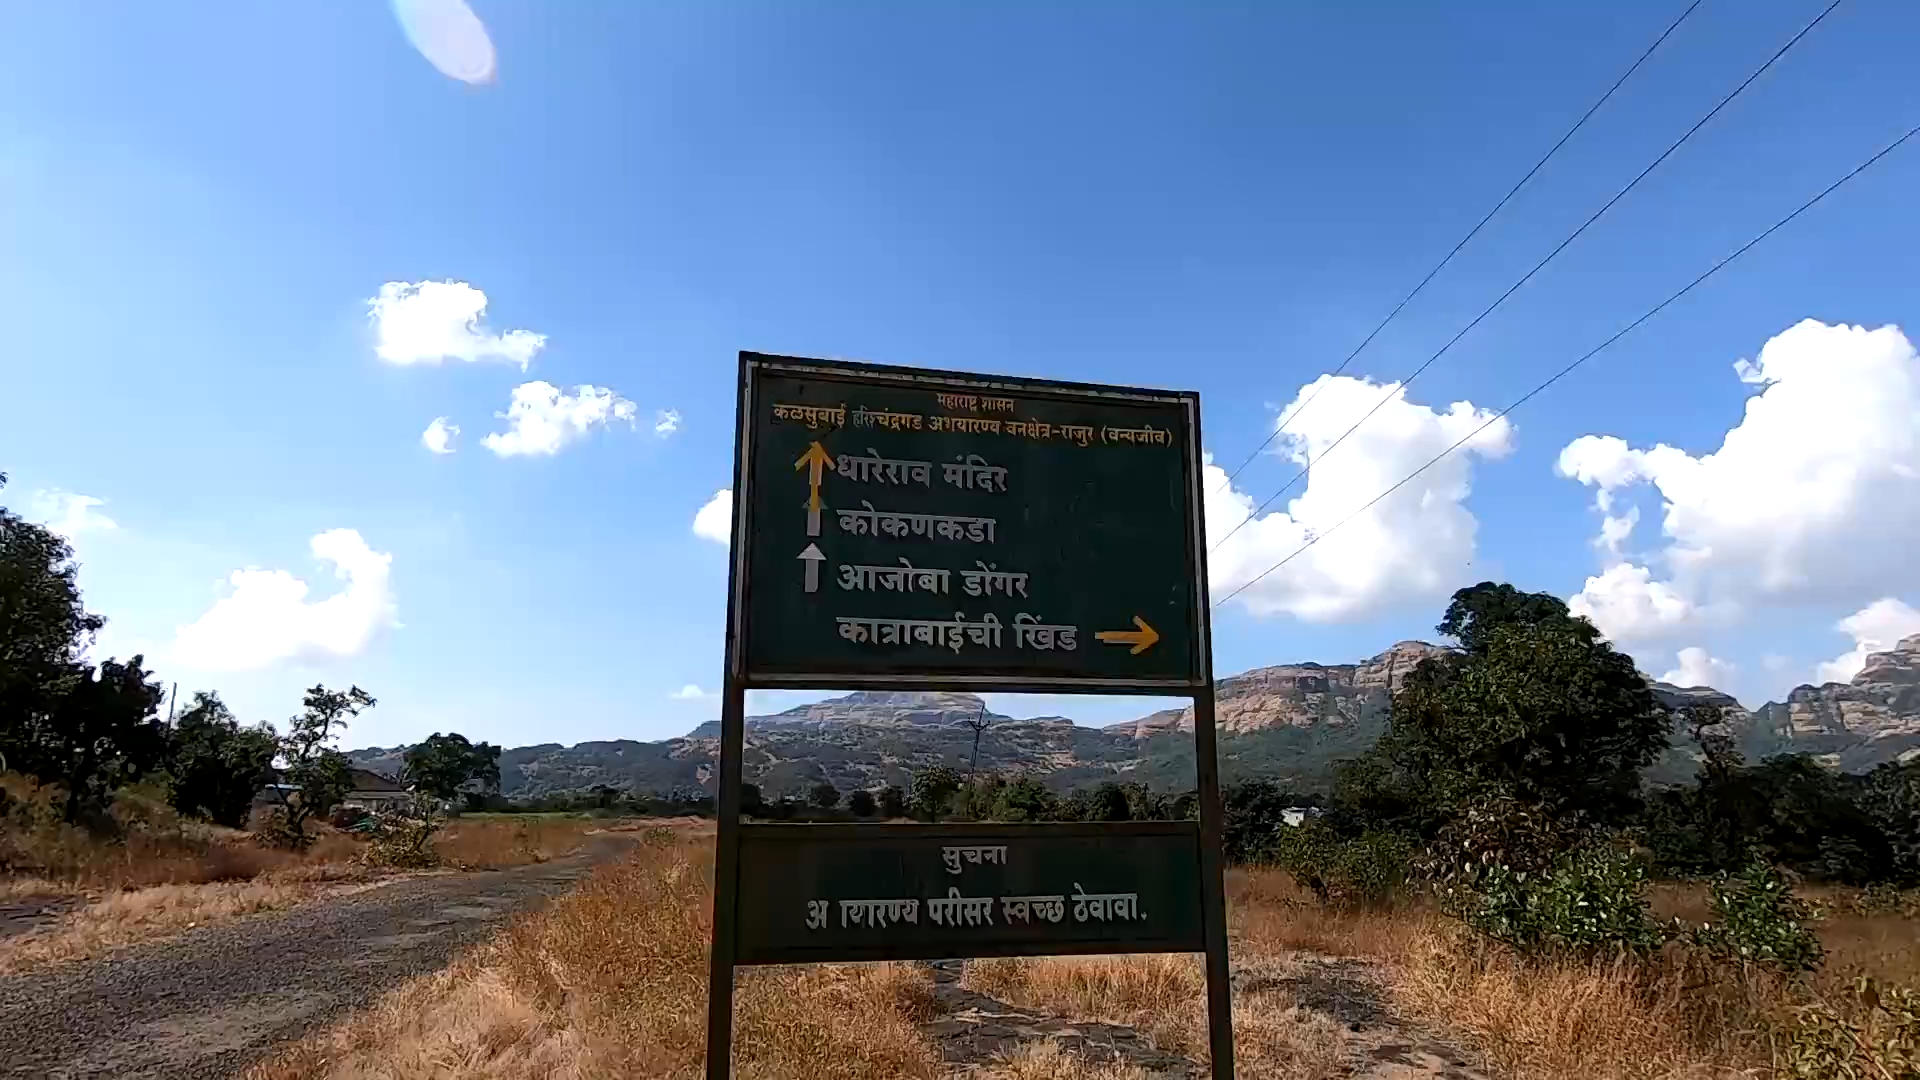 महाराष्ट्र शासन
कळसुबाई हरिश्चंद्रगड अभयारण्य वनक्षेत्र-राजुर (वन्यजीव)
धारेराव मंदिर
कोकणकडा
आजोबा डोंगर
कात्राबाईची खिंड
सुचना
अ यारण्य परीसर स्वच्छ ठेवावा.